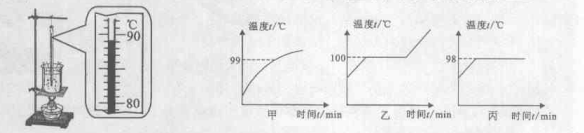 ℃
90
80
温度t/℃
99
甲
时间t/min
温度t/℃
100
乙
时间t/min
温度t/℃
98
丙
时间t/min